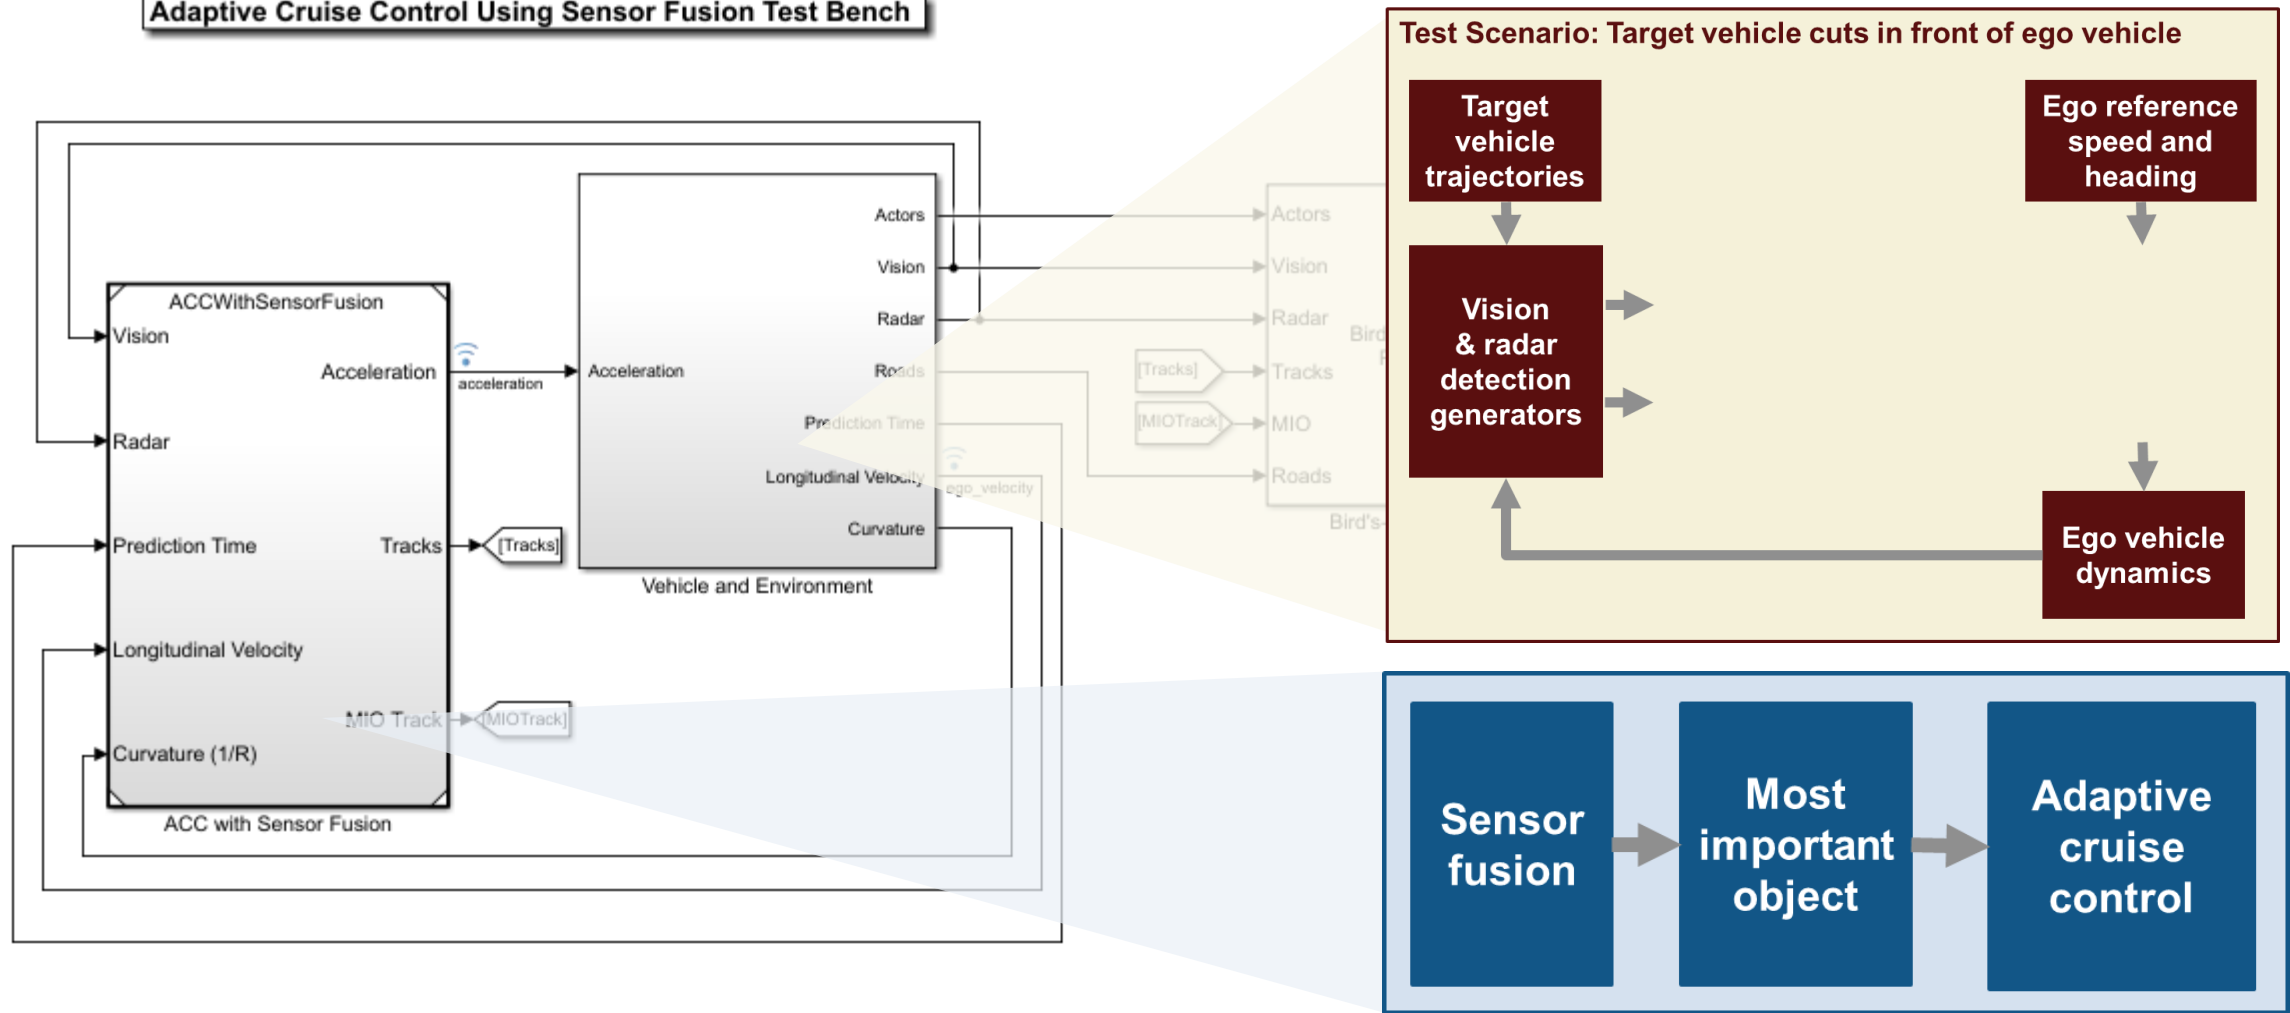 Adaptive Cruise Control Using Sensor Fusion Test Bench
ACCWithSensorFusion
Vision
Radar
Prediction Time
Longitudinal Velocity
Curvature (1/R)
Acceleration
Tracks
MIO Track
ACC with Sensor Fusion
acceleration
[Tracks]
[MIOTrack]
Acceleration
Actors
Vision
Radar
Roads
Prediction Time
Longitudinal Velocity
Curvature
Vehicle and Environment
ego_velocity
[Tracks]
[MIOTrack]
Actors
Vision
Radar
Tracks
MIO
Roads
Bird
Bird's-
Test Scenario: Target vehicle cuts in front of ego vehicle
Target
vehicle
trajectories
Ego reference
speed and
heading
Vision
& radar
detection
generators
Ego vehicle
dynamics
Sensor
fusion
Most
important
object
Adaptive
cruise
control